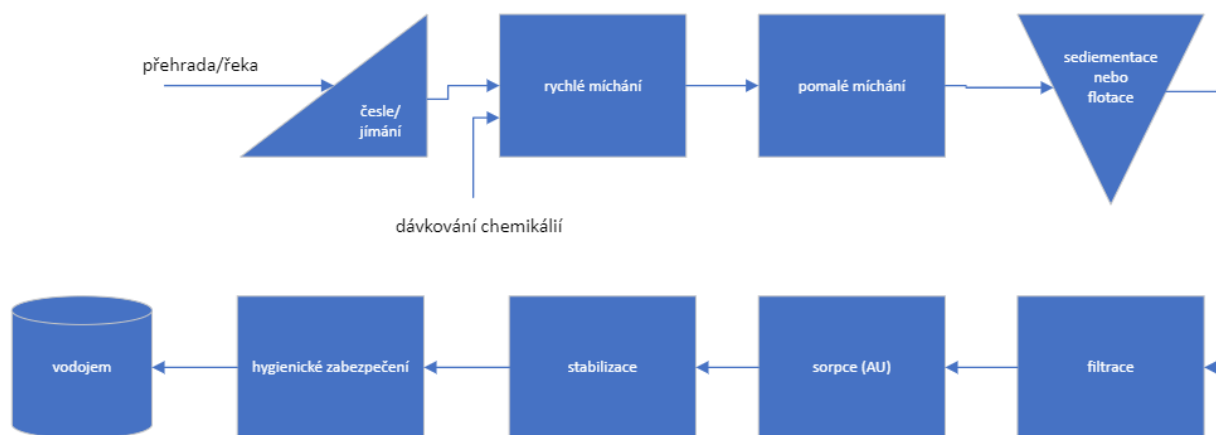 přehrada/řeka
česle/
jímání
rychlé míchání
pomalé míchání
sediementace
nebo
flotace
dávkování chemikálií
vodojem
hygienické zabezpečení
stabilizace
sorpce (AU)
filtrace